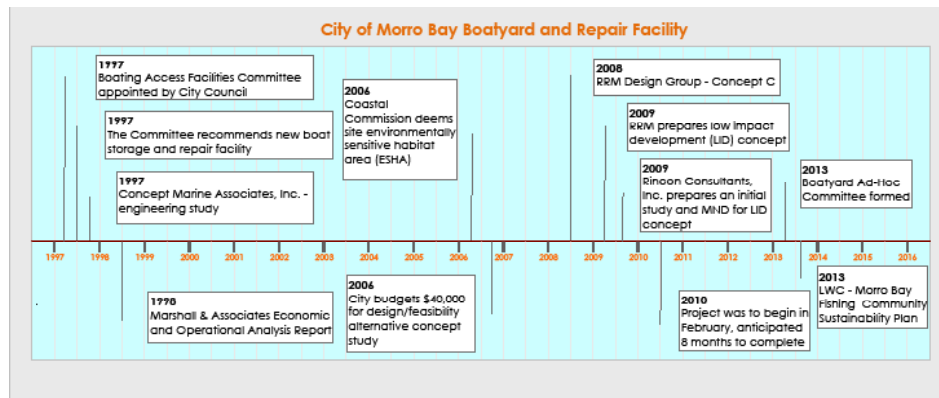 City of Morro Bay Boatyard and Repair Facility
1997
Boating Access Facilities Committee
appointed by City Council
1997
The Committee recommends new boat
storage and repair facility
1997
Concept Marine Associates, Inc. -
engineering study
2006
Coastal
Commission deems
site environmentally
sensitive habitat
area (ESHA)
2008
RRM Design Group - Concept C
2009
RRM prepares low impact
development (LID) concept
2009
Rincon Consultants,
Inc. prepares an initial
study and MND for LID
concept
2013
Boatyard Ad-Hoc
Committee formed
1997 1998 1999 2000 2001 2002 2003 2004 2005 2006 2007 2008 2009 2010 2011 2012 2013 2014 2015 2016
1998
Marshall & Associates Economic
and Operational Analysis Report
2006
City budgets $40,000
for design/feasibility
alternative concept
study
2010
Project was to begin in
February, anticipated
8 months to complete
2013
LWC - Morro Bay
Fishing Community
Sustainability Plan